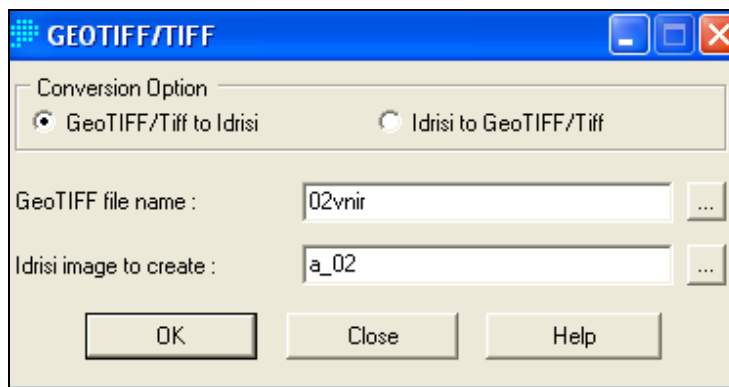 GEOTIFF/TIFF
Conversion Option
GeoTIFF/Tiff to Idrisi
Idrisi to GeoTIFF/Tiff
GeoTIFF file name :
02vnir
...
Idrisi image to create :
a_02
...
OK
Close
Help